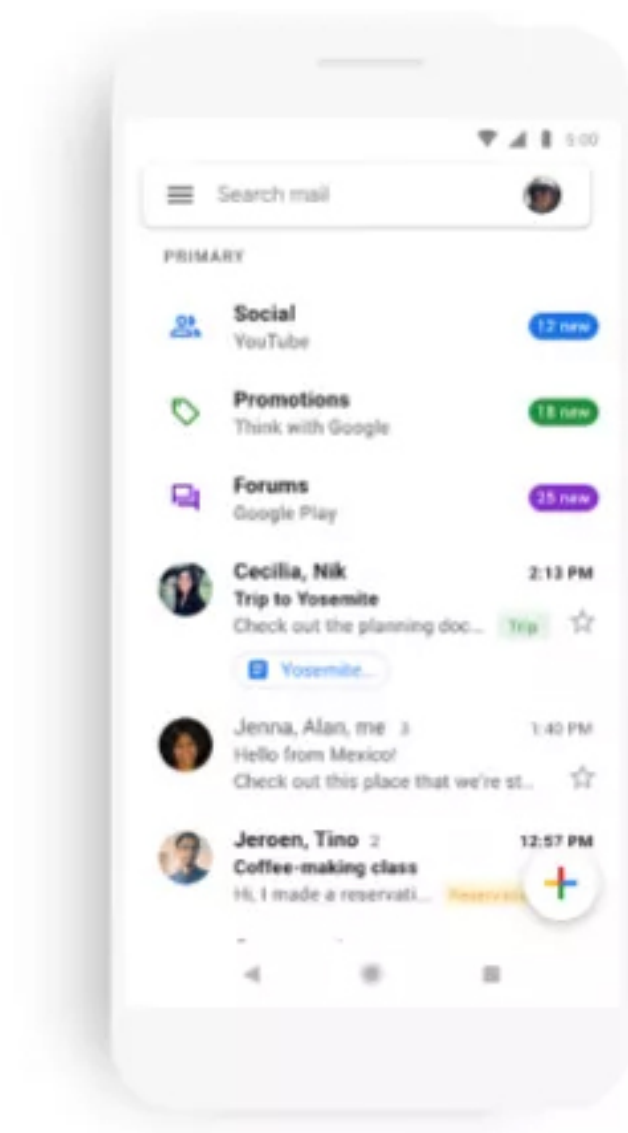 5:00
Search mail
PRIMARY
Social
YouTube
12 new
Promotions
Think with Google
18 new
Forums
Google Play
25 new
Cecilia, Nik
2:13 PM
Trip to Yosemite
Check out the planning doc...
Trip
Yosemite...
Jenna, Alan, me 3
1:40 PM
Hello from Mexico!
Check out this place that we're st...
Jeroen, Tino 2
12:57 PM
Coffee-making class
Hi, I made a reservati...